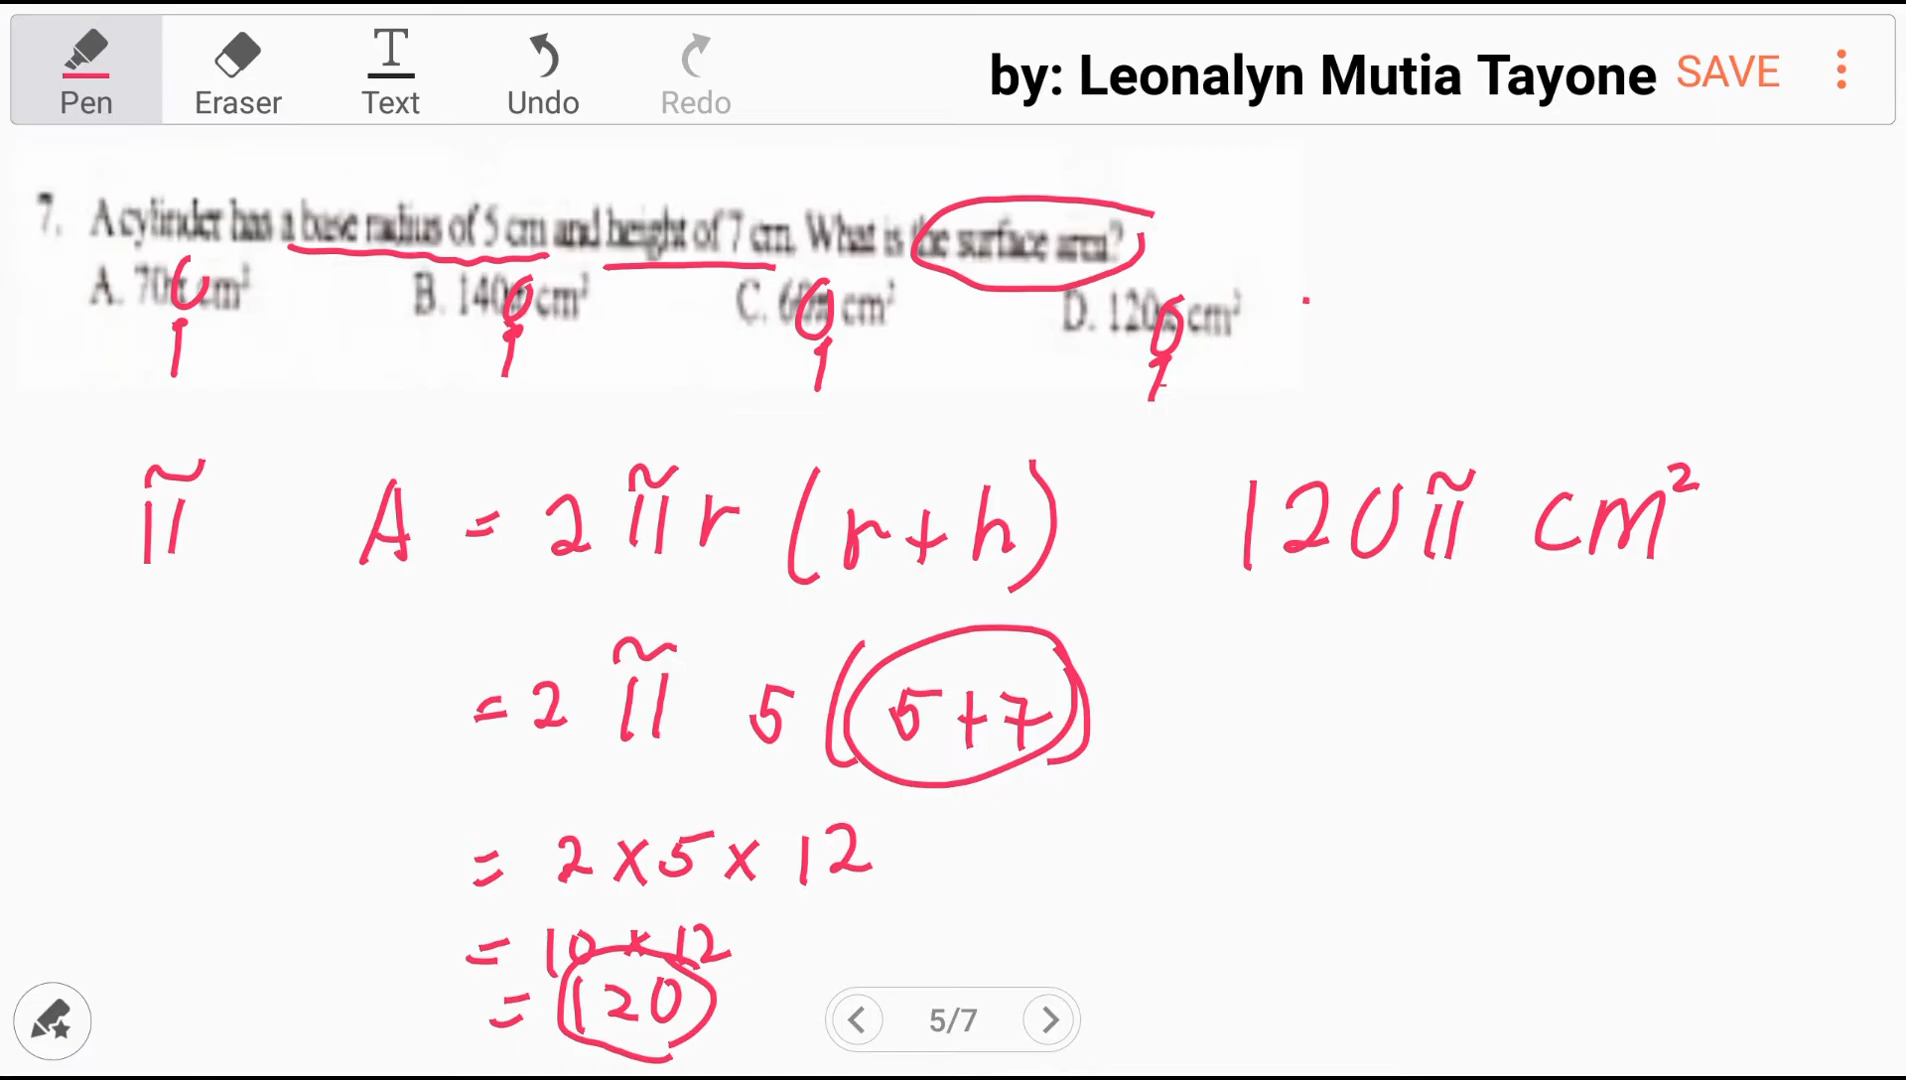 Pen Eraser Text Undo Redo by: Leonalyn Mutia Tayone SAVE
7. A cylinder has a base radius of 5 cm and height of 7 cm. What is the surface area?
A. 70π cm² B. 140π cm² C. 60π cm² D. 120π cm²
π A = 2πr (r+h) 120π cm²
= 2 π 5 (5+7)
= 2 x 5 x 12
= 10 x 12
= 120
5/7